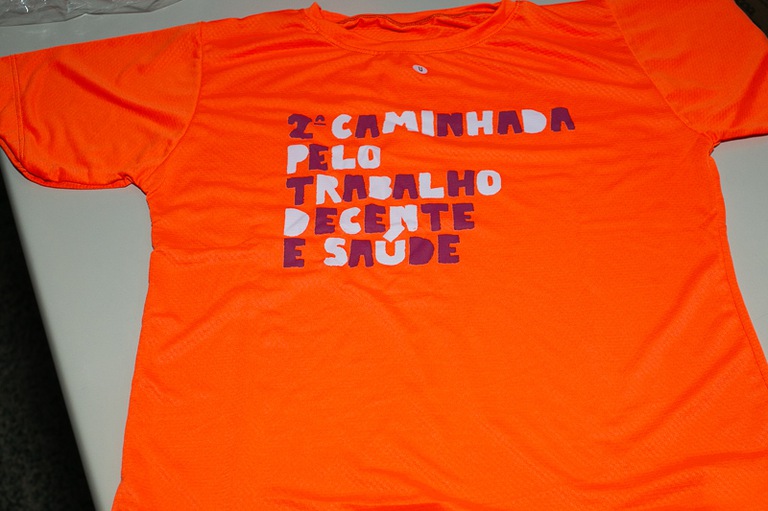 2ª CAMINHADA
PELO
TRABALHO
DECENTE
E SAÚDE